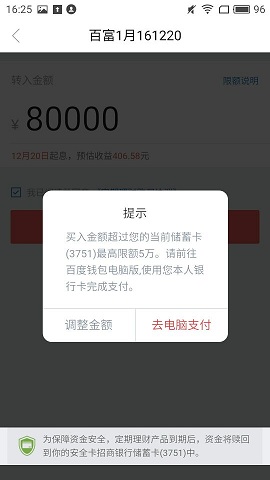 16:25
96
百富1月161220
转入金额
限额说明
¥ 80000
12月20日起息，预估收益406.56元
提示
买入金额超过您的当前储蓄卡
(3751)最高限额5万。请前往
百度钱包电脑版,使用您本人银
行卡完成支付。
调整金额
去电脑支付
为保障资金安全，定期理财产品到期后，资金将赎回
到你的安全卡招商银行储蓄卡(3751)中。